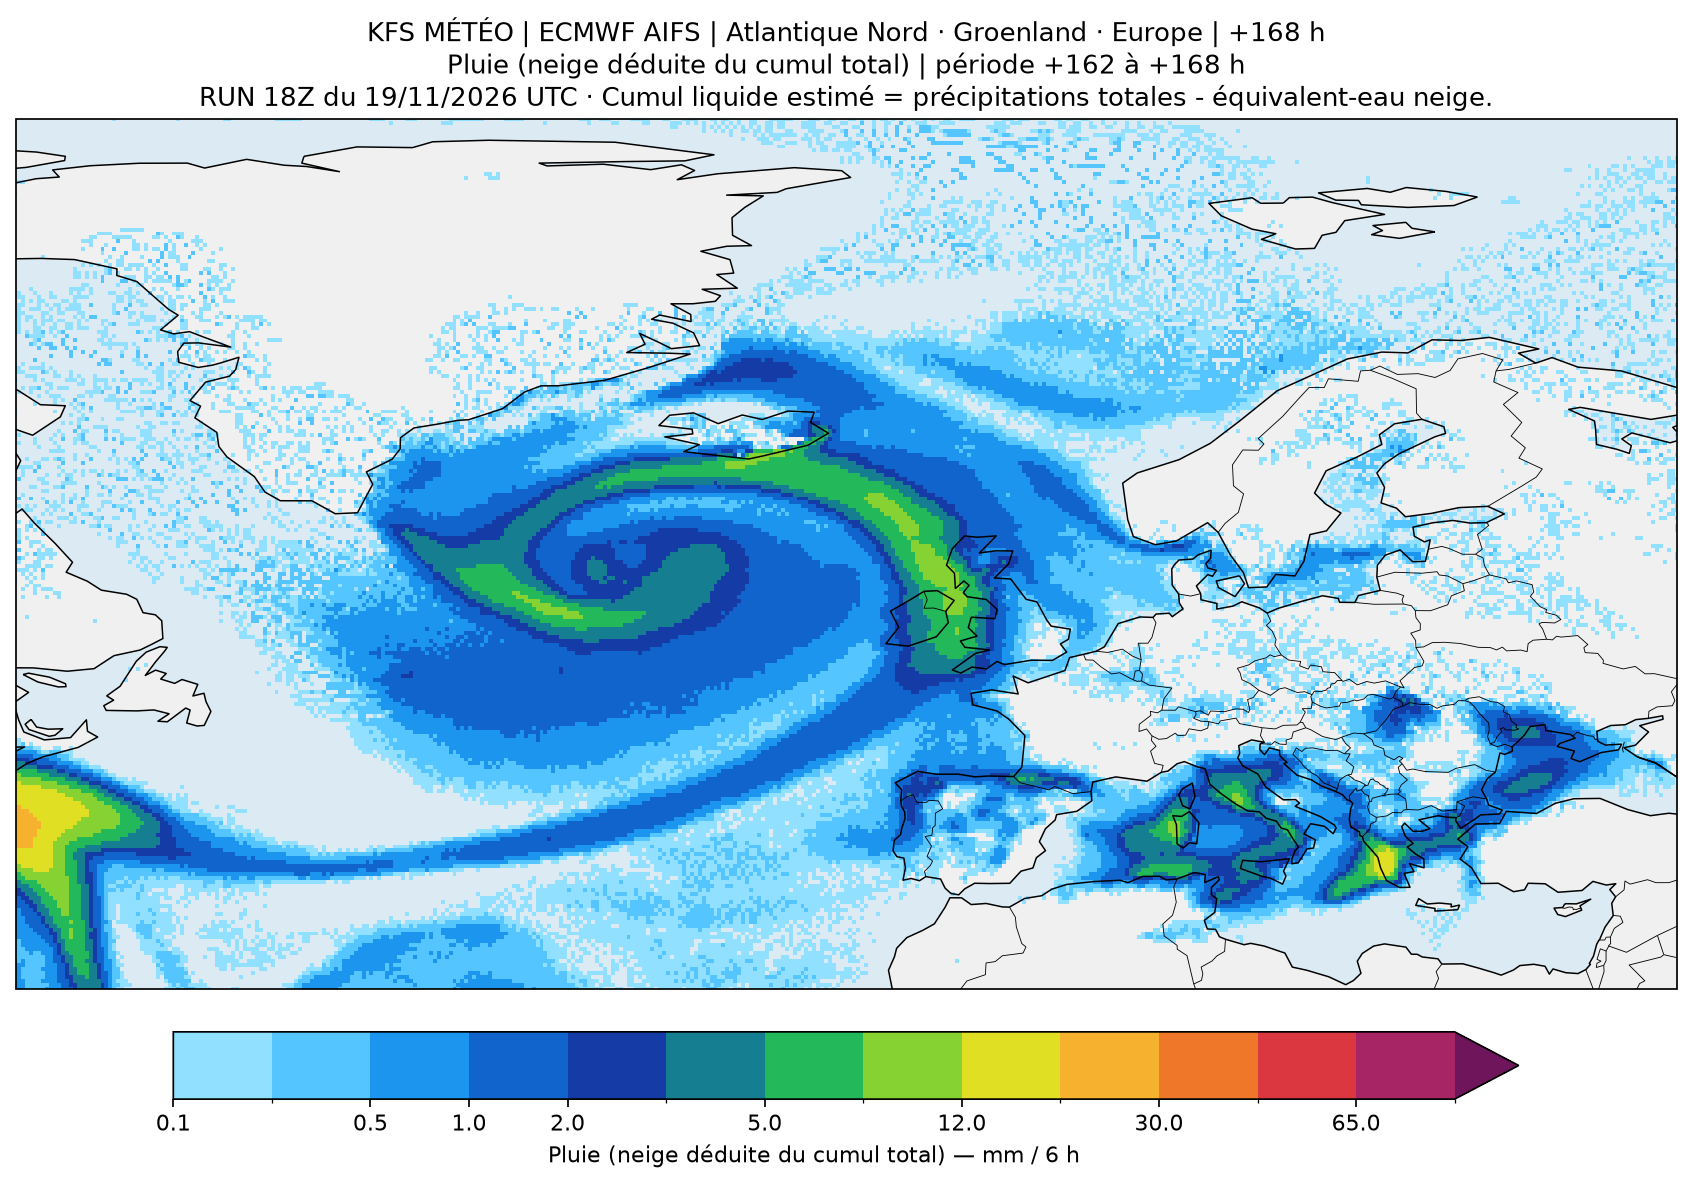 KFS MÉTÉO | ECMWF AIFS | Atlantique Nord · Groenland · Europe | +168 h
Pluie (neige déduite du cumul total) | période +162 à +168 h
RUN 18Z du 19/11/2026 UTC · Cumul liquide estimé = précipitations totales - équivalent-eau neige.
0.1 0.5 1.0 2.0 5.0 12.0 30.0 65.0
Pluie (neige déduite du cumul total) — mm / 6 h